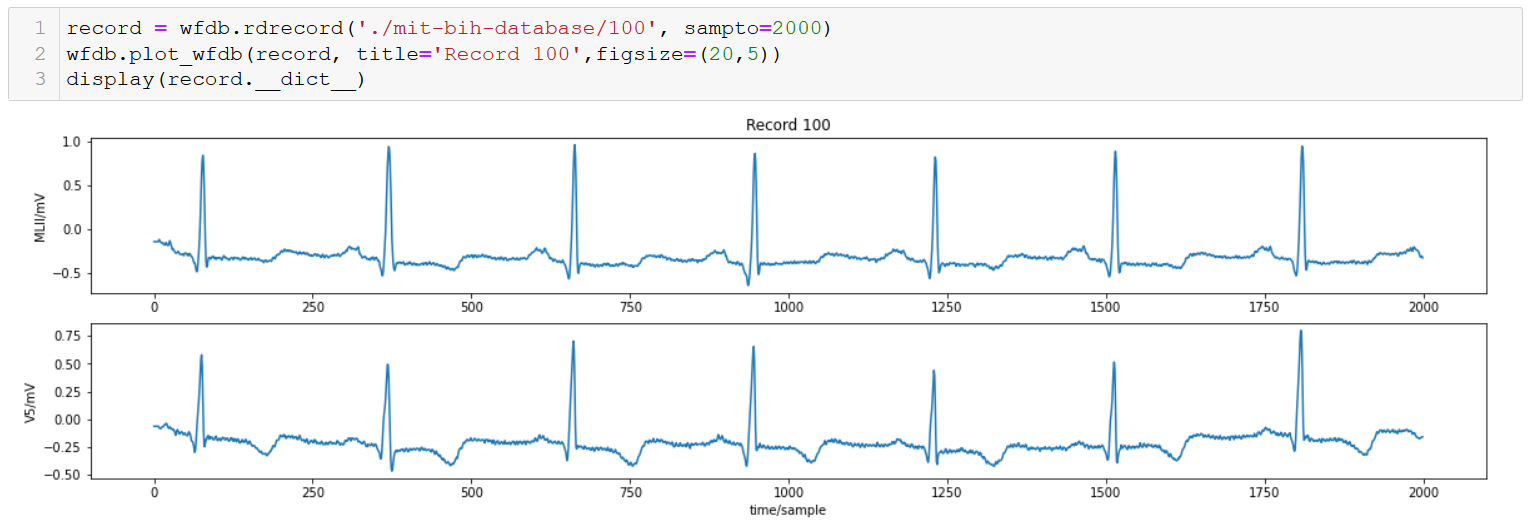 1 record = wfdb.rdrecord('./mit-bih-database/100', sampto=2000)
2 wfdb.plot_wfdb(record, title='Record 100',figsize=(20,5))
3 display(record.__dict__)
Record 100
1.0
0.5
0.0
−0.5
MLII/mV
0 250 500 750 1000 1250 1500 1750 2000
0.75
0.50
0.25
0.00
−0.25
−0.50
V5/mV
0 250 500 750 1000 1250 1500 1750 2000
time/sample